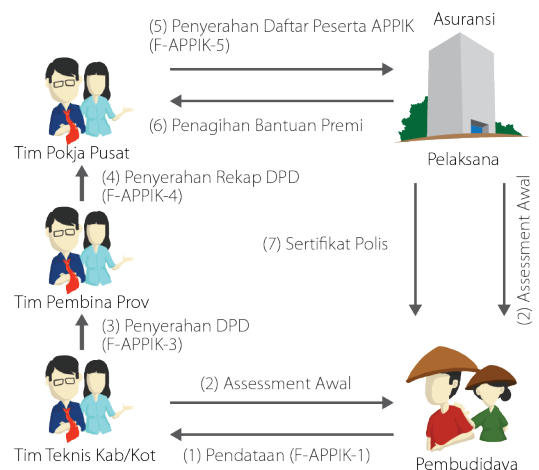 (5) Penyerahan Daftar Peserta APPIK
(F-APPIK-5)
Asuransi
(6) Penagihan Bantuan Premi
Tim Pokja Pusat
Pelaksana
(4) Penyerahan Rekap DPD
(F-APPIK-4)
(7) Sertifikat Polis
(2) Assessment Awal
Tim Pembina Prov
(3) Penyerahan DPD
(F-APPIK-3)
(2) Assessment Awal
(1) Pendataan (F-APPIK-1)
Tim Teknis Kab/Kot
Pembudidaya